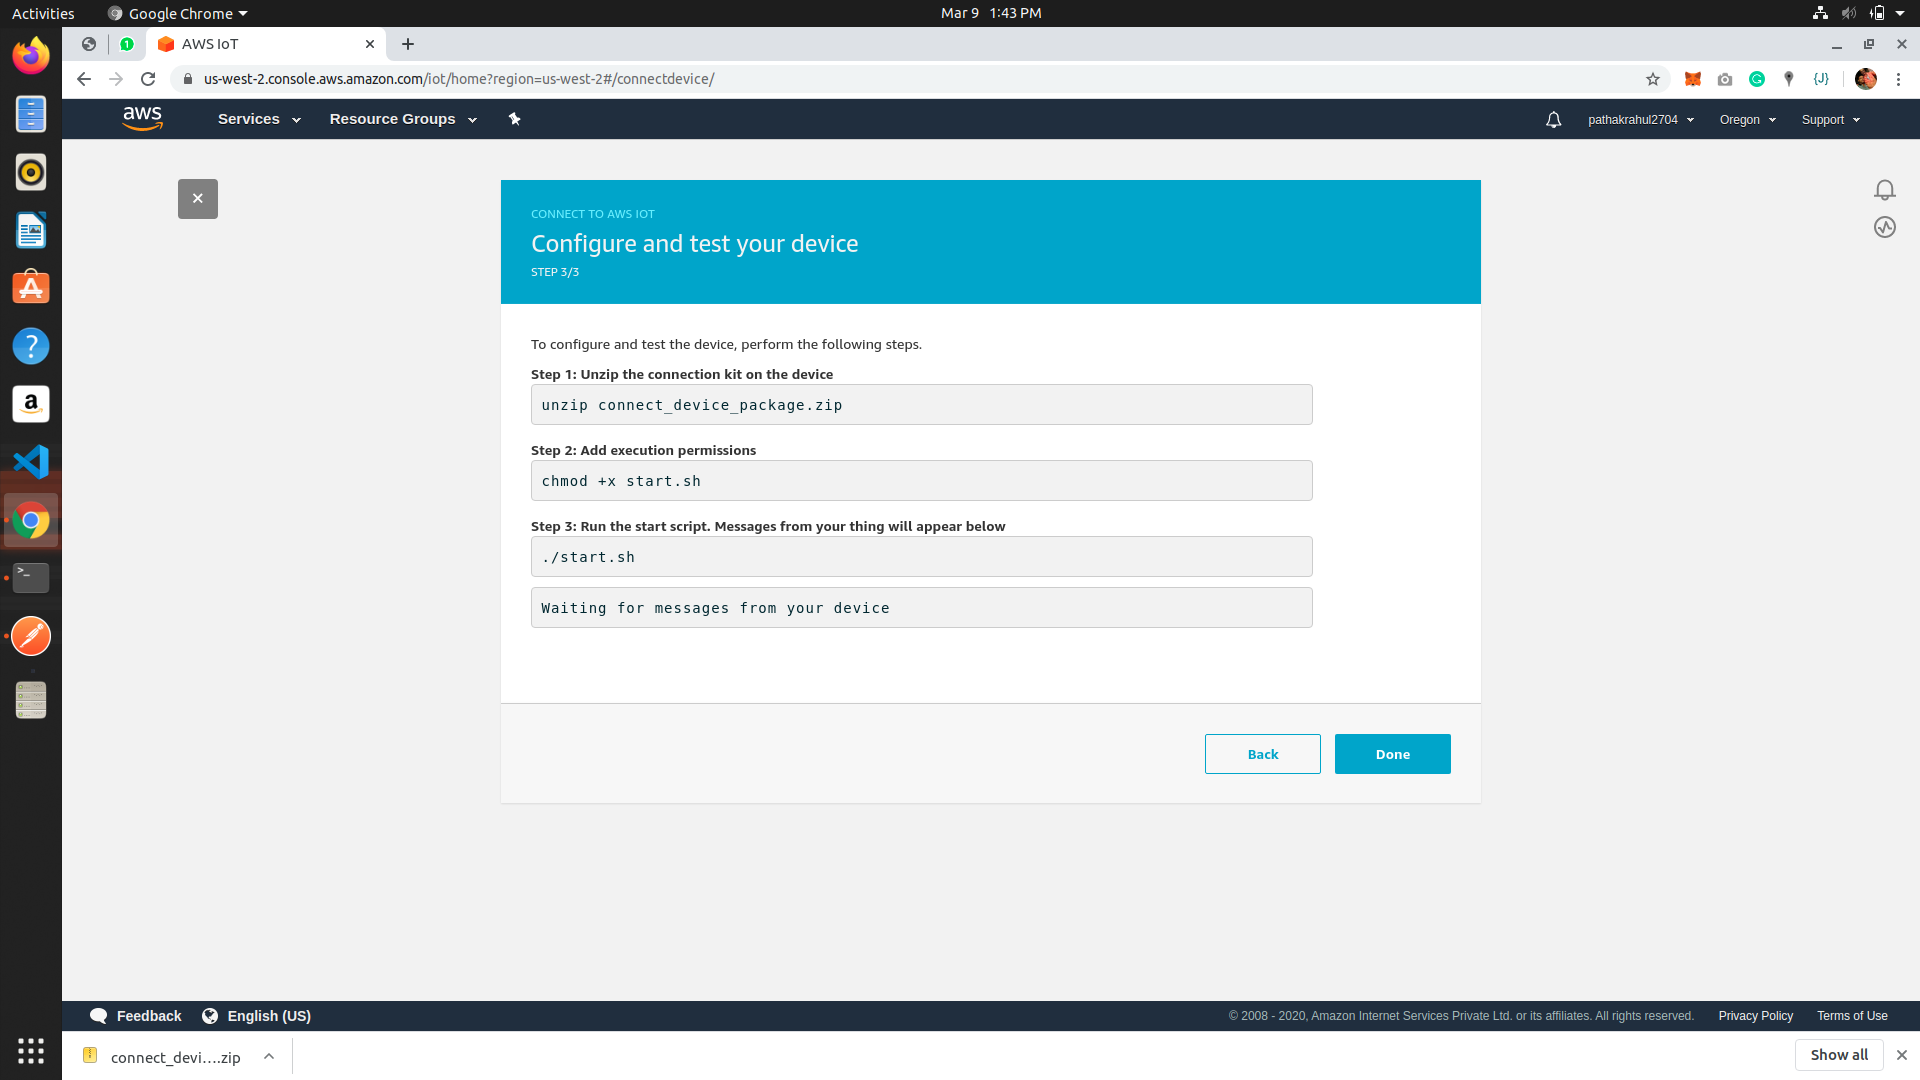 Activities
Google Chrome
Mar 9 1:43 PM
1
AWS IoT
us-west-2.console.aws.amazon.com/iot/home?region=us-west-2#/connectdevice/
{J}
aws
Services
Resource Groups
pathakrahul2704
Oregon
Support
CONNECT TO AWS IOT
Configure and test your device
STEP 3/3
To configure and test the device, perform the following steps.
Step 1: Unzip the connection kit on the device
unzip connect_device_package.zip
Step 2: Add execution permissions
chmod +x start.sh
Step 3: Run the start script. Messages from your thing will appear below
./start.sh
Waiting for messages from your device
Back
Done
Feedback
English (US)
© 2008 - 2020, Amazon Internet Services Private Ltd. or its affiliates. All rights reserved.
Privacy Policy
Terms of Use
connect_devi….zip
Show all